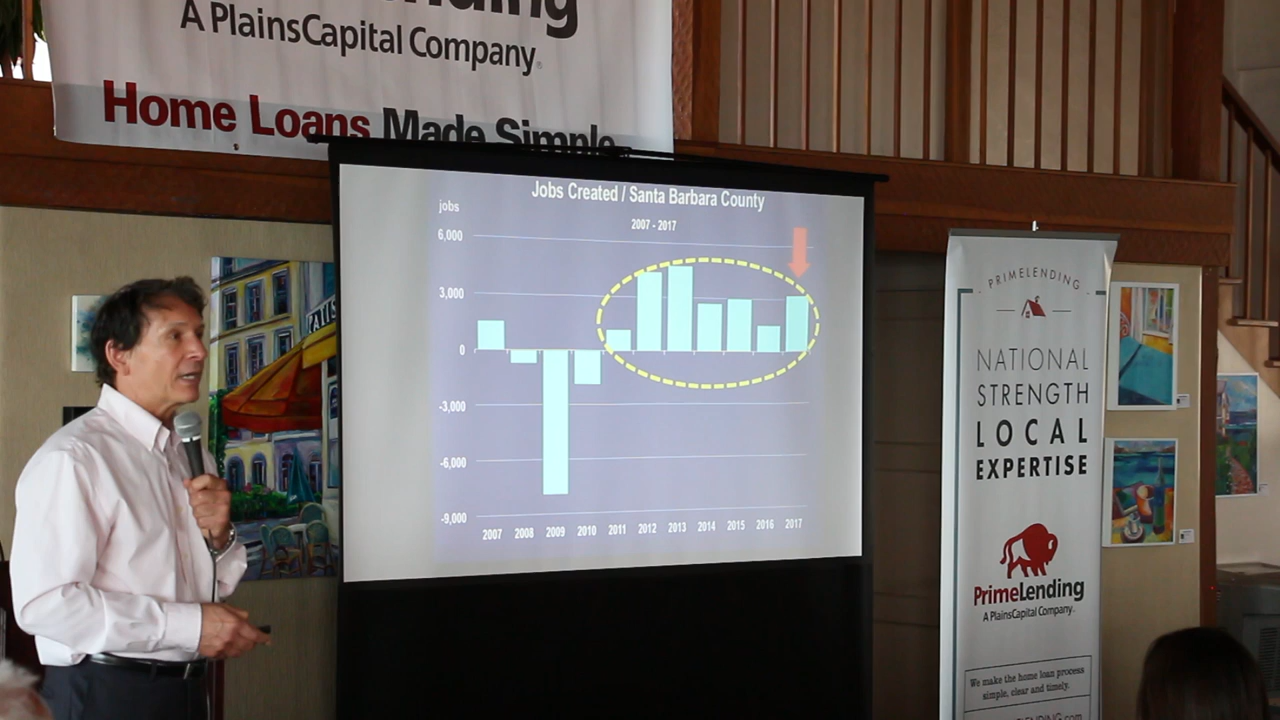 A PlainsCapital Company®
Home Loans Made Simple
Jobs Created / Santa Barbara County
jobs
2007 - 2017
6,000
3,000
0
-3,000
-6,000
-9,000
2007 2008 2009 2010 2011 2012 2013 2014 2015 2016 2017
PRIMELENDING
NATIONAL
STRENGTH
LOCAL
EXPERTISE
PrimeLending
A PlainsCapital Company.
We make the home loan process
simple, clear and timely.